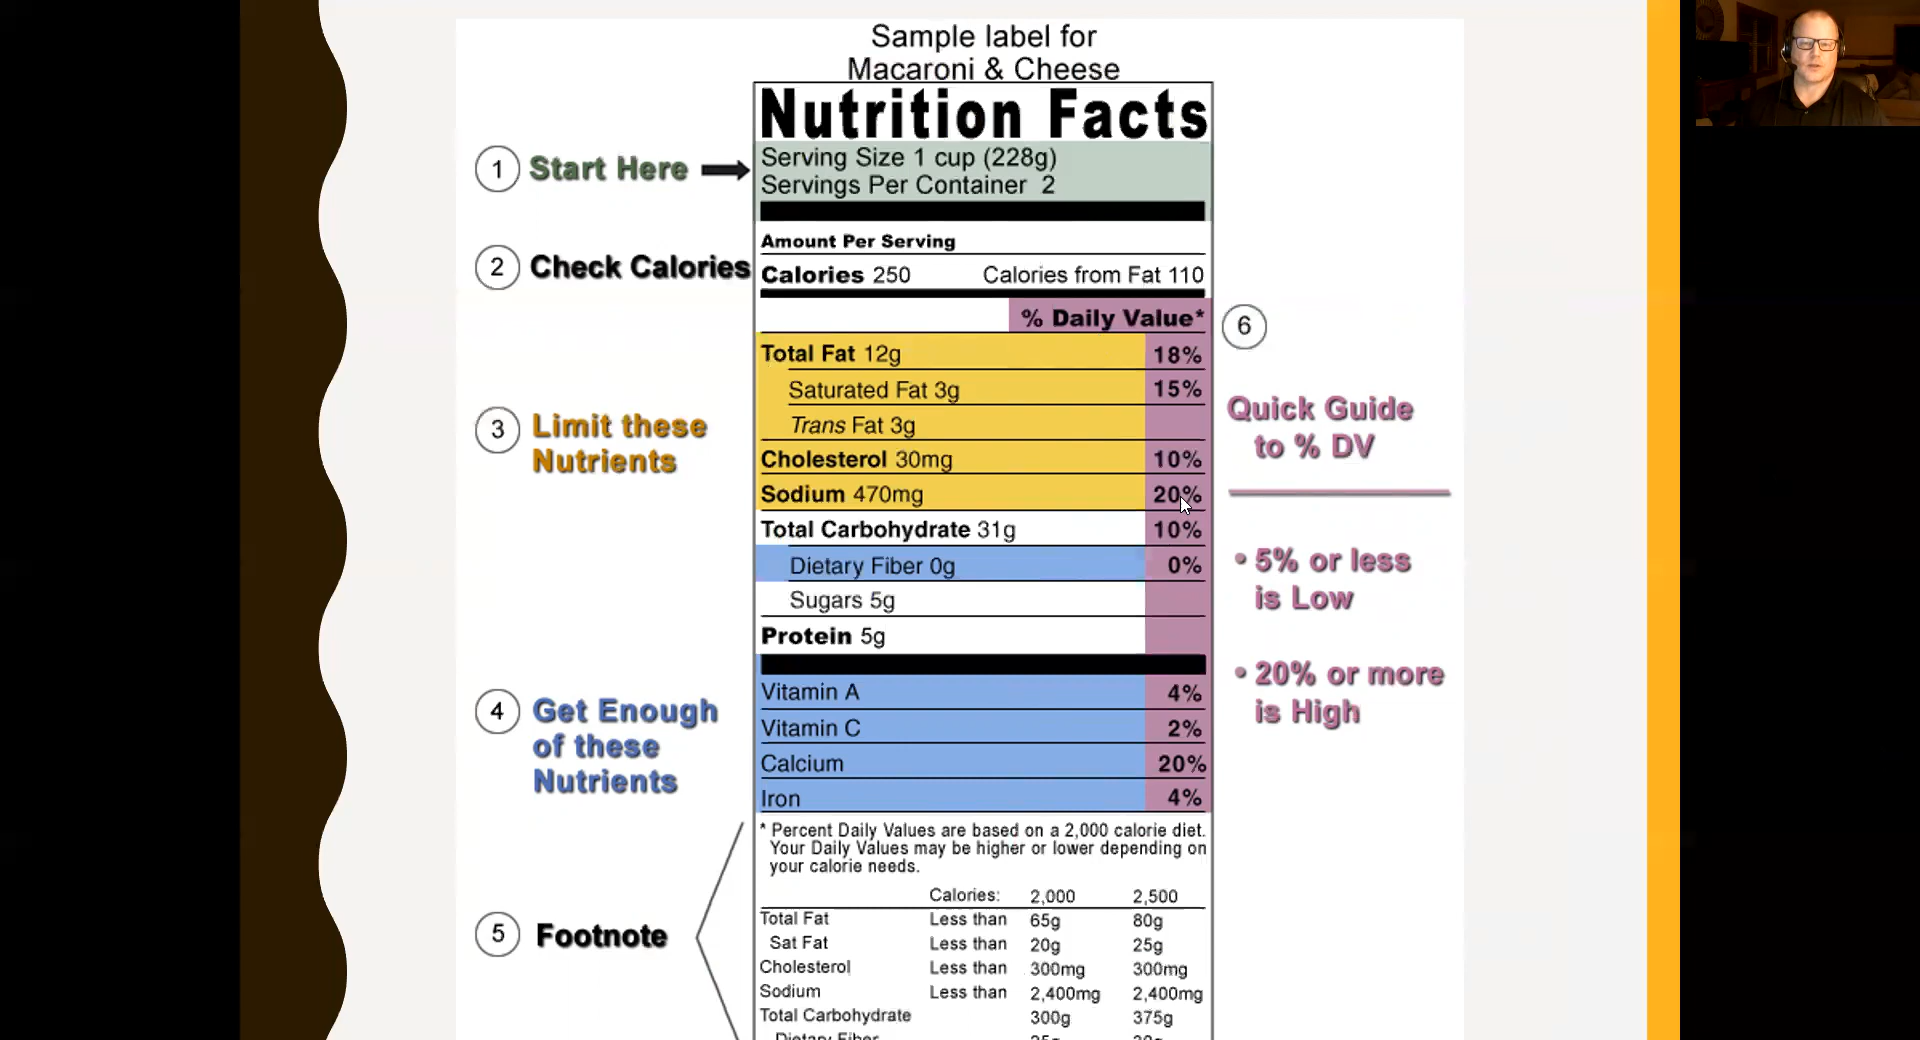 Sample label for
Macaroni & Cheese
Nutrition Facts
1 Start Here
Serving Size 1 cup (228g)
Servings Per Container 2
Amount Per Serving
2 Check Calories
Calories 250 Calories from Fat 110
% Daily Value*
6
Total Fat 12g 18%
Saturated Fat 3g 15%
Trans Fat 3g
Cholesterol 30mg 10%
Sodium 470mg 20%
Total Carbohydrate 31g 10%
Dietary Fiber 0g 0%
Sugars 5g
Protein 5g
Vitamin A 4%
Vitamin C 2%
Calcium 20%
Iron 4%
3 Limit these
Nutrients
4 Get Enough
of these
Nutrients
Quick Guide
to % DV
• 5% or less
is Low
• 20% or more
is High
* Percent Daily Values are based on a 2,000 calorie diet.
Your Daily Values may be higher or lower depending on
your calorie needs.
5 Footnote
Calories: 2,000 2,500
Total Fat Less than 65g 80g
Sat Fat Less than 20g 25g
Cholesterol Less than 300mg 300mg
Sodium Less than 2,400mg 2,400mg
Total Carbohydrate 300g 375g
Dietary Fiber